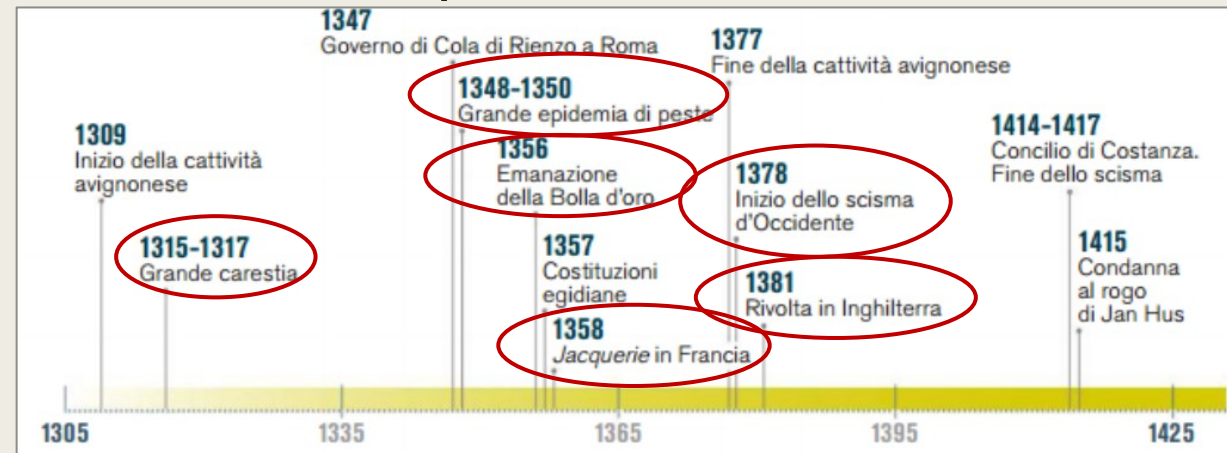 1347
Governo di Cola di Rienzo a Roma
1348-1350
Grande epidemia di peste
1377
Fine della cattività avignonese
1309
Inizio della cattività
avignonese
1356
Emanazione
della Bolla d'oro
1378
Inizio dello scisma
d'Occidente
1414-1417
Concilio di Costanza.
Fine dello scisma
1315-1317
Grande carestia
1357
Costituzioni
egidiane
1358
Jacquerie in Francia
1381
Rivolta in Inghilterra
1415
Condanna
al rogo
di Jan Hus
1305
1335
1365
1395
1425